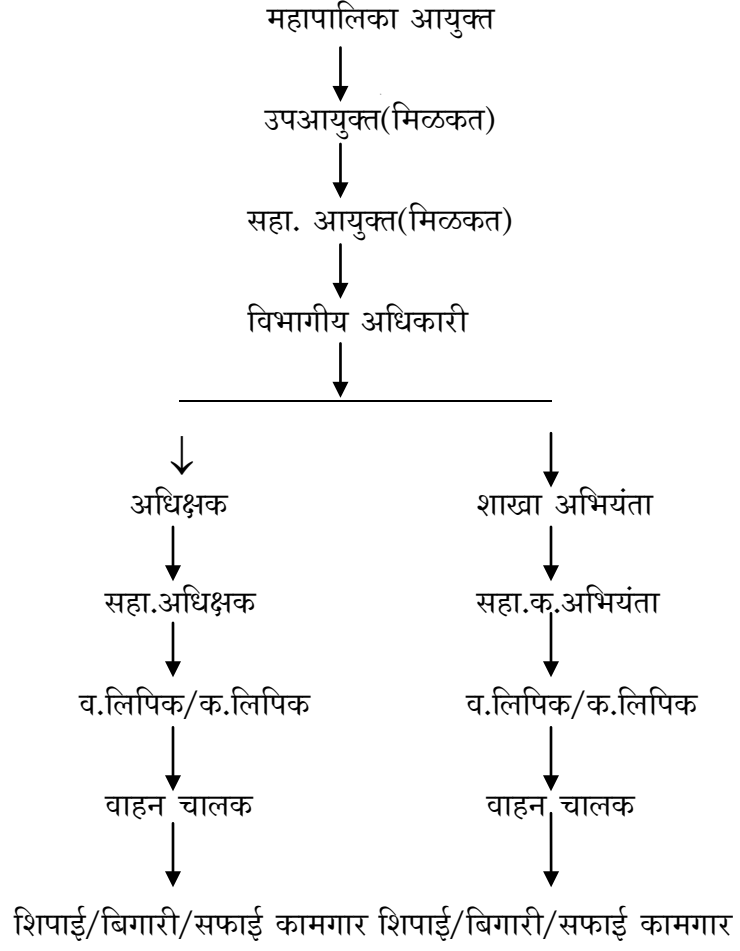 महापालिका आयुक्त
उपआयुक्त(मिळकत)
सहा. आयुक्त(मिळकत)
विभागीय अधिकारी
अधिक्षक शाखा अभियंता
सहा.अधिक्षक सहा.क.अभियंता
व.लिपिक/क.लिपिक व.लिपिक/क.लिपिक
वाहन चालक वाहन चालक
शिपाई/बिगारी/सफाई कामगार शिपाई/बिगारी/सफाई कामगार